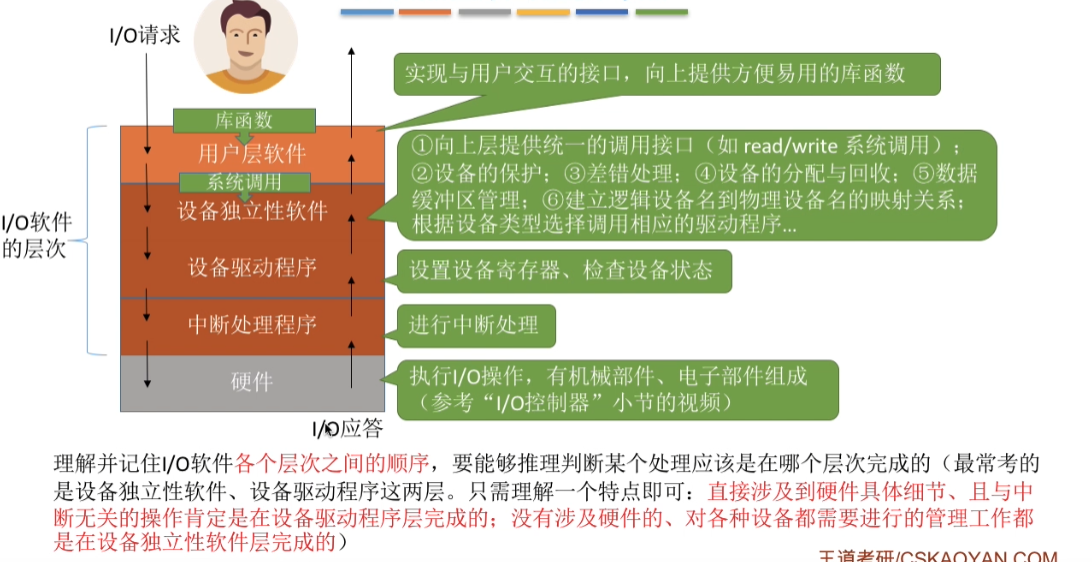 I/O请求
实现与用户交互的接口，向上提供方便易用的库函数
库函数
用户层软件
①向上层提供统一的调用接口（如 read/write 系统调用）；
②设备的保护；③差错处理；④设备的分配与回收；⑤数据
缓冲区管理；⑥建立逻辑设备名到物理设备名的映射关系；
根据设备类型选择调用相应的驱动程序...
系统调用
设备独立性软件
I/O软件
的层次
设备驱动程序
设置设备寄存器、检查设备状态
中断处理程序
进行中断处理
硬件
执行I/O操作，有机械部件、电子部件组成
（参考“I/O控制器”小节的视频）
I/O应答
理解并记住I/O软件各个层次之间的顺序，要能够推理判断某个处理应该是在哪个层次完成的（最常考的
是设备独立性软件、设备驱动程序这两层。只需理解一个特点即可：直接涉及到硬件具体细节、且与中
断无关的操作肯定是在设备驱动程序层完成的；没有涉及硬件的、对各种设备都需要进行的管理工作都
是在设备独立性软件层完成的）
王道考研/CSKAOYAN.COM